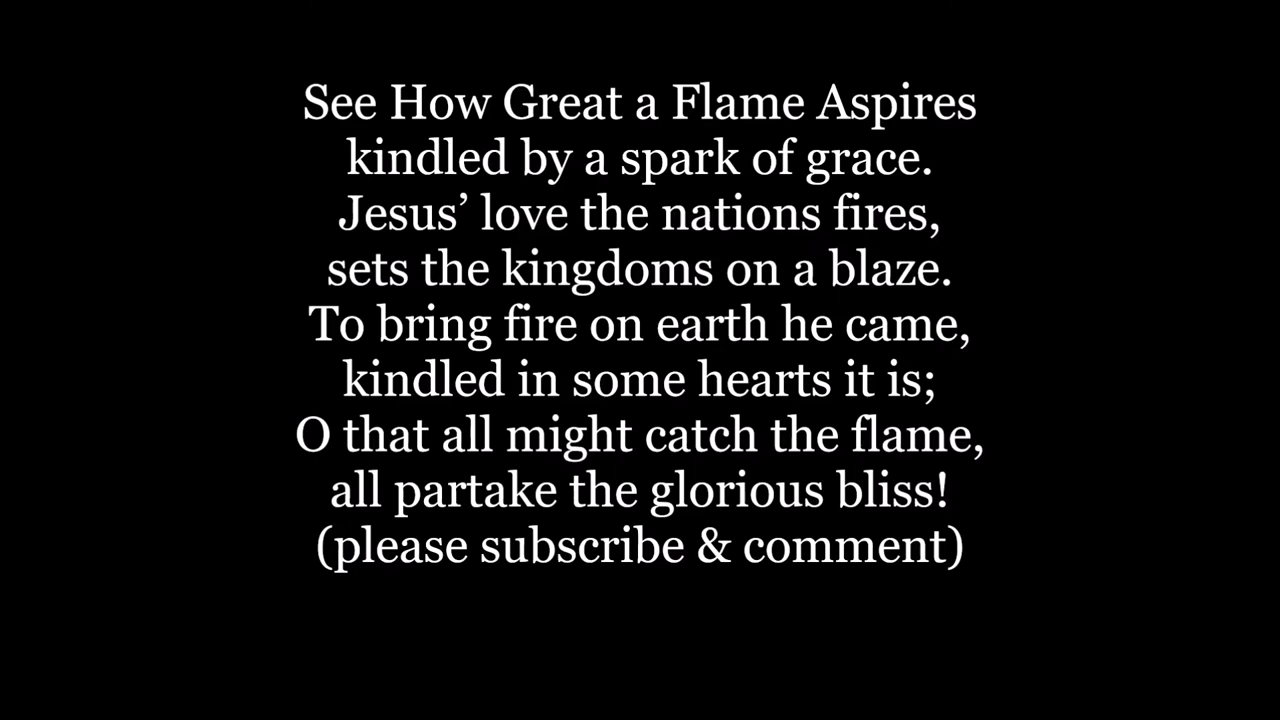 See How Great a Flame Aspires
kindled by a spark of grace.
Jesus’ love the nations fires,
sets the kingdoms on a blaze.
To bring fire on earth he came,
kindled in some hearts it is;
O that all might catch the flame,
all partake the glorious bliss!
(please subscribe & comment)